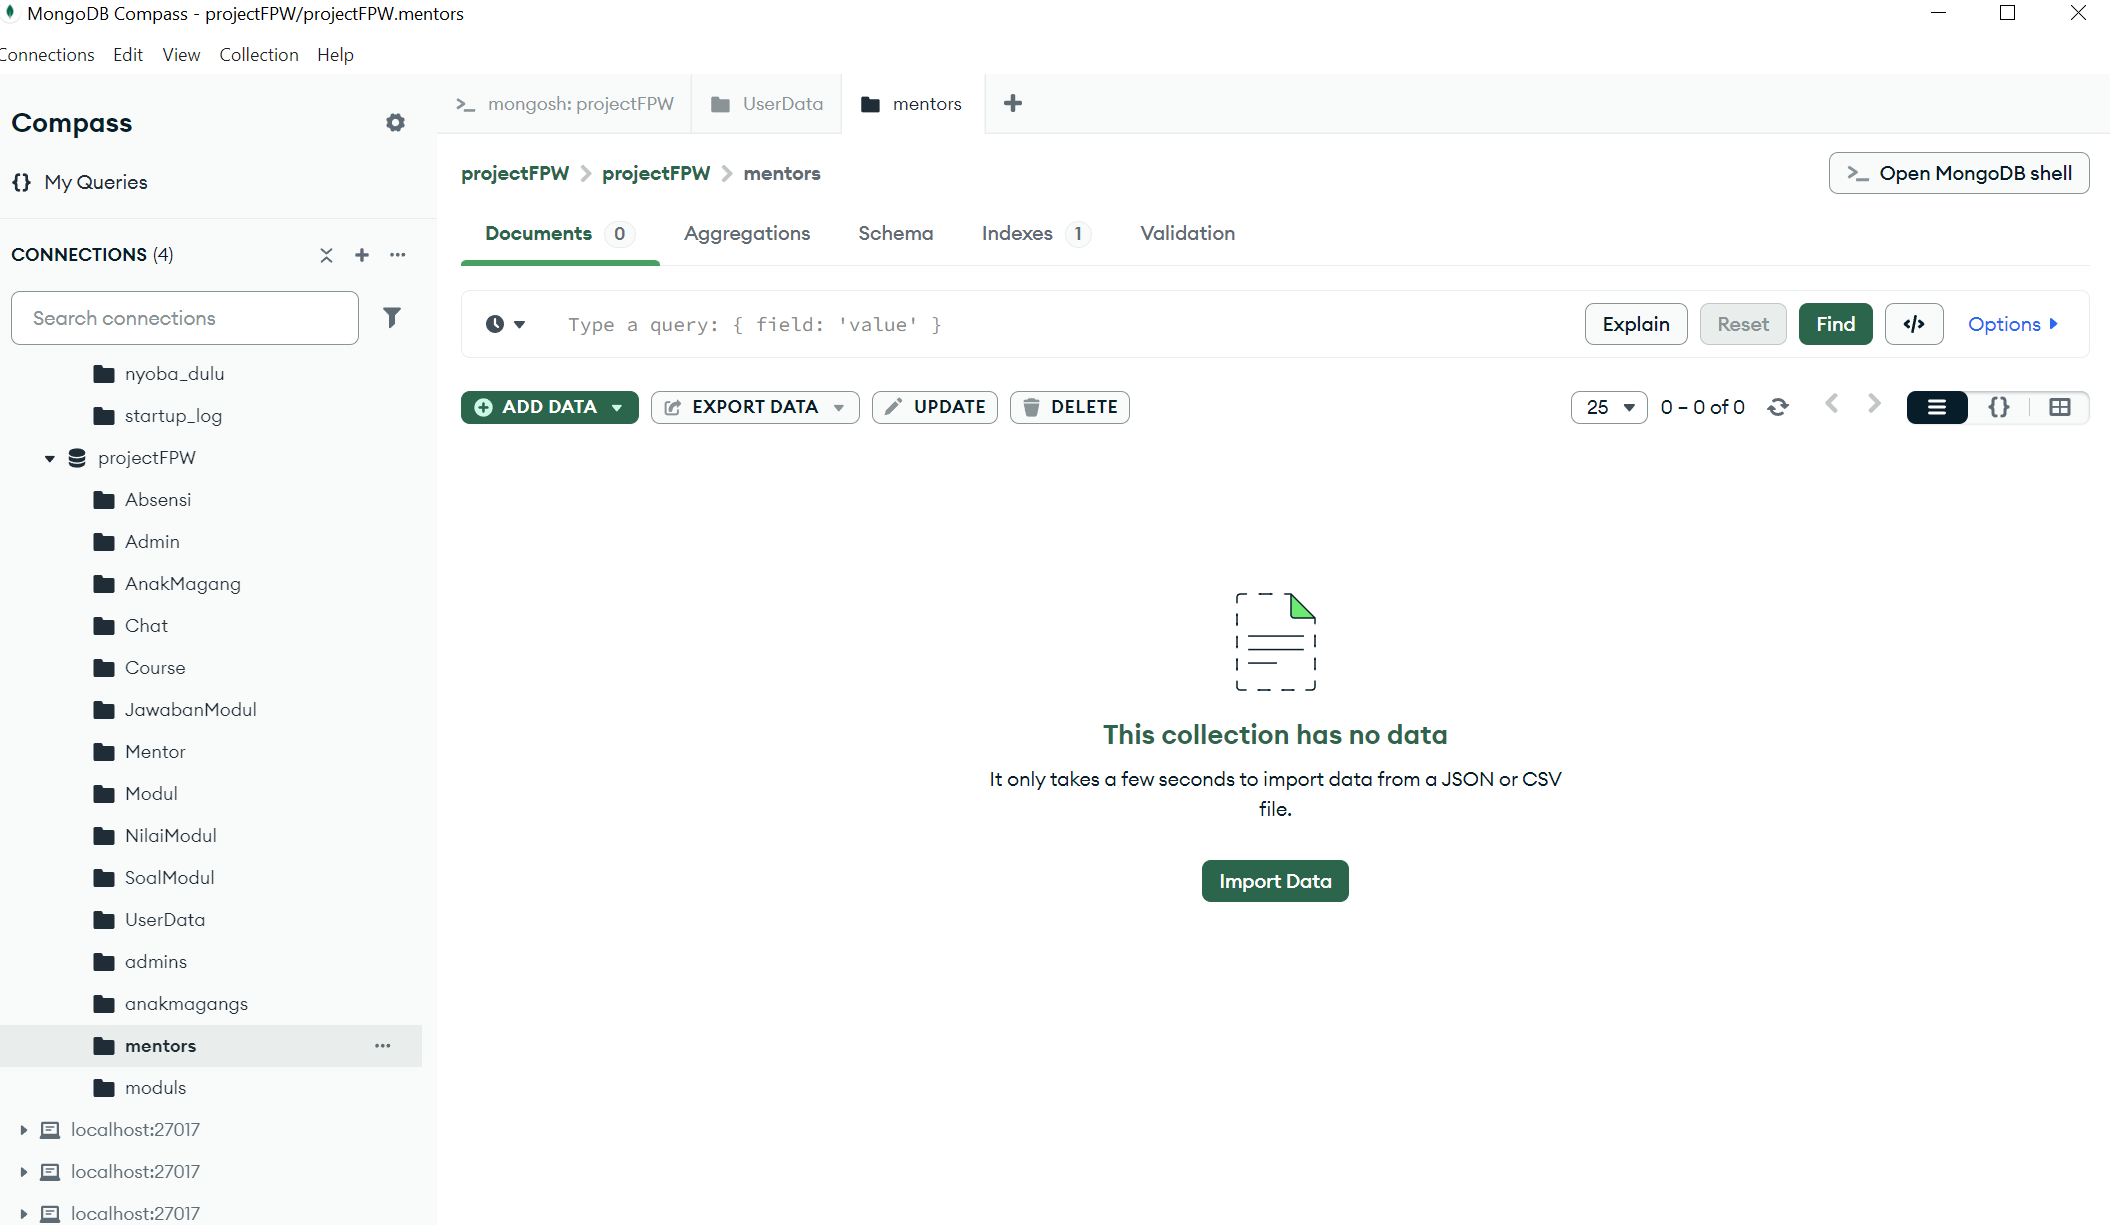 MongoDB Compass - projectFPW/projectFPW.mentors
Connections Edit View Collection Help
Compass
My Queries
CONNECTIONS (4)
Search connections
nyoba_dulu
startup_log
projectFPW
Absensi
Admin
AnakMagang
Chat
Course
JawabanModul
Mentor
Modul
NilaiModul
SoalModul
UserData
admins
anakmagangs
mentors
moduls
localhost:27017
localhost:27017
localhost:27017
mongosh: projectFPW
UserData
mentors
projectFPW > projectFPW > mentors
Open MongoDB shell
Documents 0
Aggregations
Schema
Indexes 1
Validation
Type a query: { field: 'value' }
Explain
Reset
Find
</>
Options
ADD DATA
EXPORT DATA
UPDATE
DELETE
25
0 – 0 of 0
{}
This collection has no data
It only takes a few seconds to import data from a JSON or CSV
file.
Import Data